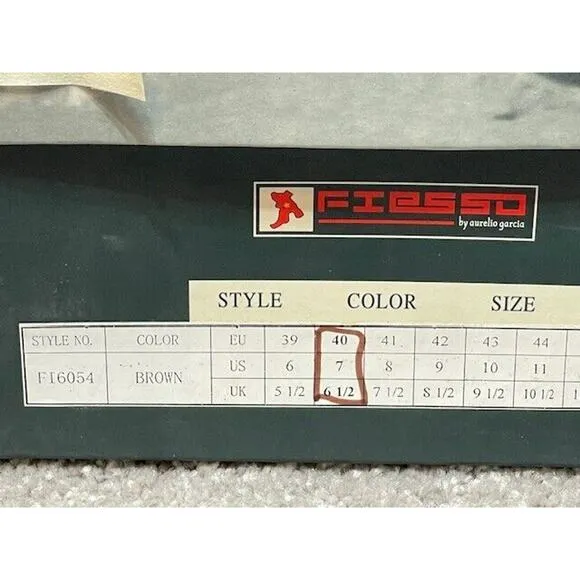 FIESSO
by aurelio garcia
STYLE COLOR SIZE
STYLE NO. COLOR EU 39 40 41 42 43 44
US 6 7 8 9 10 11
FI6054 BROWN
UK 5 1/2 6 1/2 7 1/2 8 1/2 9 1/2 10 1/2